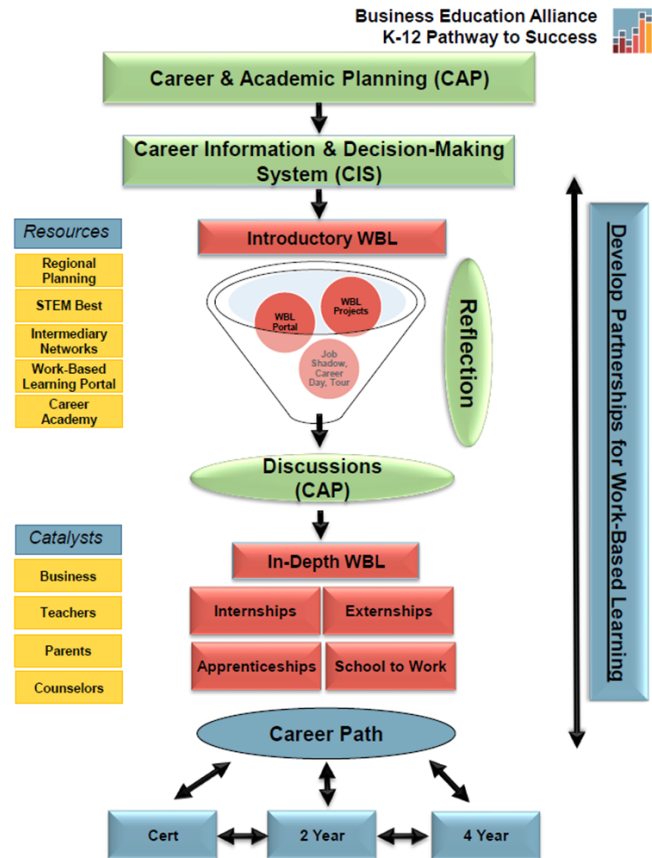 Business Education Alliance
K-12 Pathway to Success
Career & Academic Planning (CAP)
Career Information & Decision-Making
System (CIS)
Resources
Regional
Planning
STEM Best
Intermediary
Networks
Work-Based
Learning Portal
Career
Academy
Introductory WBL
WBL
Portal
WBL
Projects
Job
Shadow,
Career
Day, Tour
Reflection
Discussions
(CAP)
Catalysts
Business
Teachers
Parents
Counselors
In-Depth WBL
Internships
Externships
Apprenticeships
School to Work
Develop Partnerships for Work-Based Learning
Career Path
Cert
2 Year
4 Year